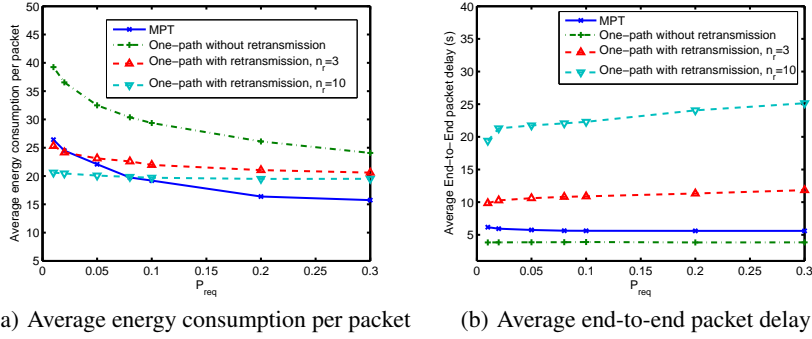 50
45
40
35
30
25
20
15
10
5
Average energy consumption per packet
MPT
One−path without retransmission
One−path with retransmission, n_r=3
One−path with retransmission, n_r=10
0 0.05 0.1 0.15 0.2 0.25 0.3
P_req
a) Average energy consumption per packet
40
35
30
25
20
15
10
5
Average End−to− End packet delay (s)
MPT
One−path without retransmission
One−path with retransmission, n_r=3
One−path with retransmission, n_r=10
0 0.05 0.1 0.15 0.2 0.25 0.3
P_req
(b) Average end-to-end packet delay